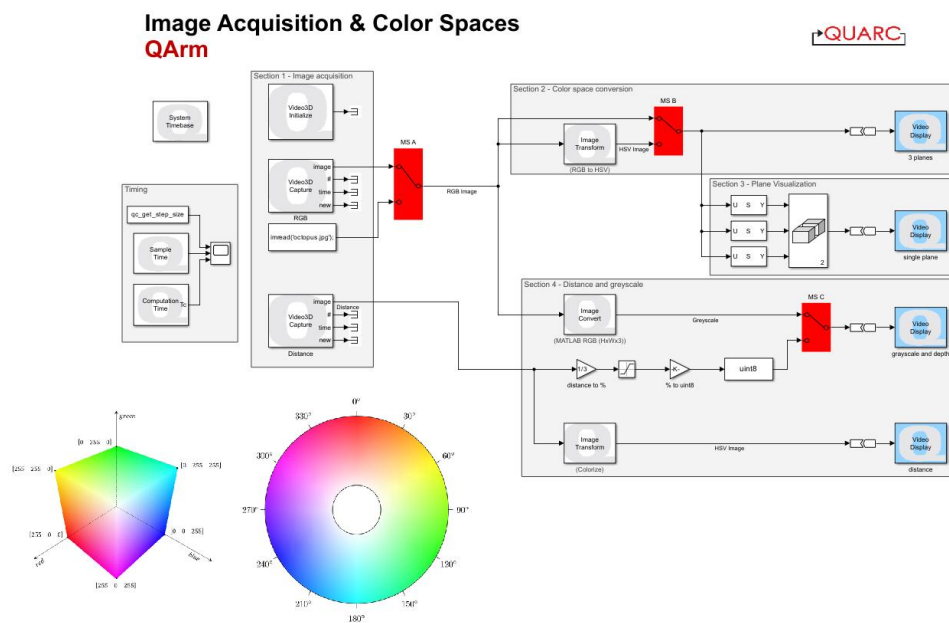 Image Acquisition & Color Spaces
QArm
QUARC
System
Timebase
Timing
qc_get_step_size
Sample
Time
Computation
Time
Tc
Section 1 - Image acquisition
Video3D
Initialize
Video3D
Capture
image
#
time
new
RGB
imread('octopus.jpg');
Video3D
Capture
image
#
time
new
Distance
Distance
MS A
RGB Image
Section 2 - Color space conversion
Image
Transform
(RGB to HSV)
HSV Image
MS B
Video
Display
3 planes
Section 3 - Plane Visualization
U S Y
U S Y
U S Y
2
Video
Display
single plane
Section 4 - Distance and greyscale
Image
Convert
(MATLAB RGB (HxWx3))
Greyscale
MS C
Video
Display
grayscale and depth
1/3
distance to %
-K-
% to uint8
uint8
Image
Transform
(Colorize)
HSV Image
Video
Display
distance
green
[0 255 0]
[255 255 0]
[0 255 255]
[255 0 0]
[0 0 255]
red
blue
[255 0 255]
0°
30°
60°
90°
120°
150°
180°
210°
240°
270°
300°
330°